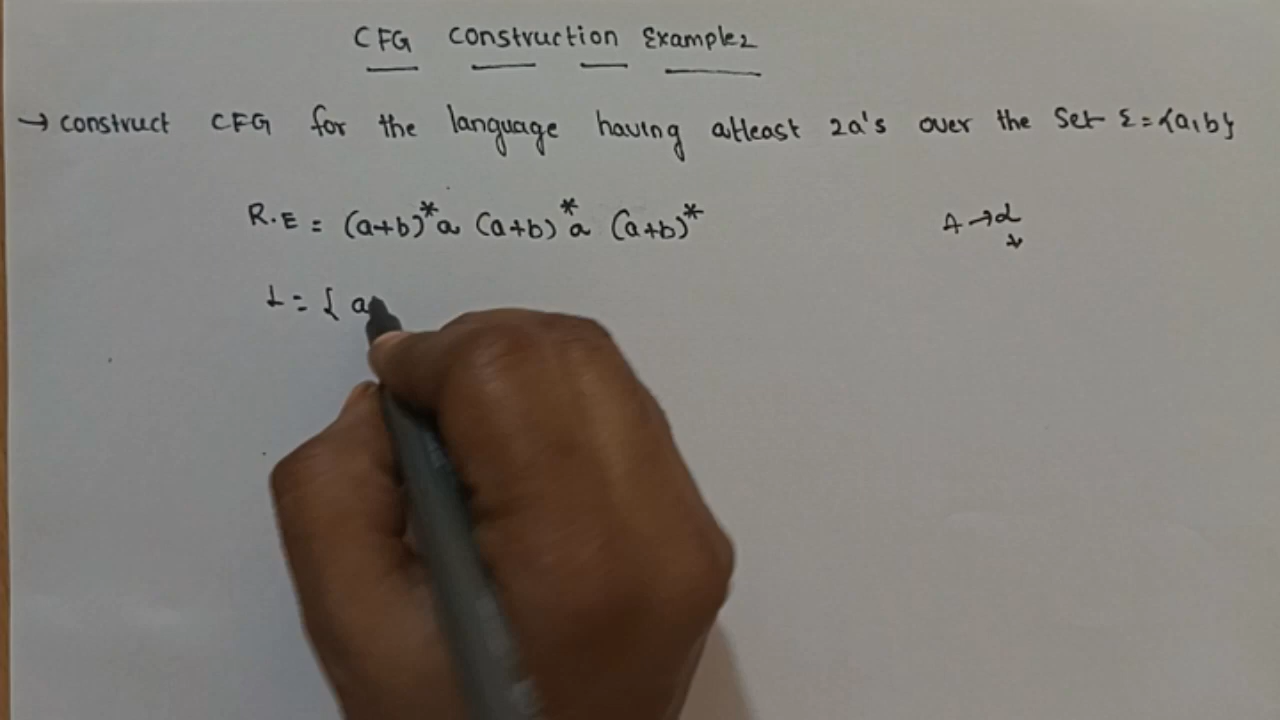 CFG construction Example2
→ construct CFG for the language having atleast 2a's over the set Σ={a,b}
R.E = (a+b)*a (a+b)*a (a+b)*
A→α
*
L = { a